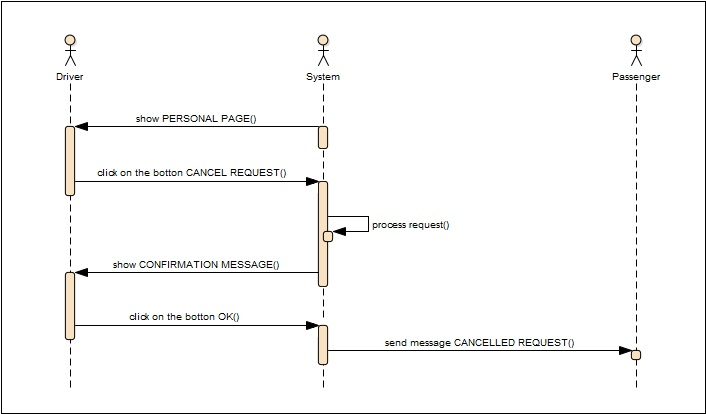 Driver
System
Passenger
show PERSONAL PAGE()
click on the botton CANCEL REQUEST()
process request()
show CONFIRMATION MESSAGE()
click on the botton OK()
send message CANCELLED REQUEST()